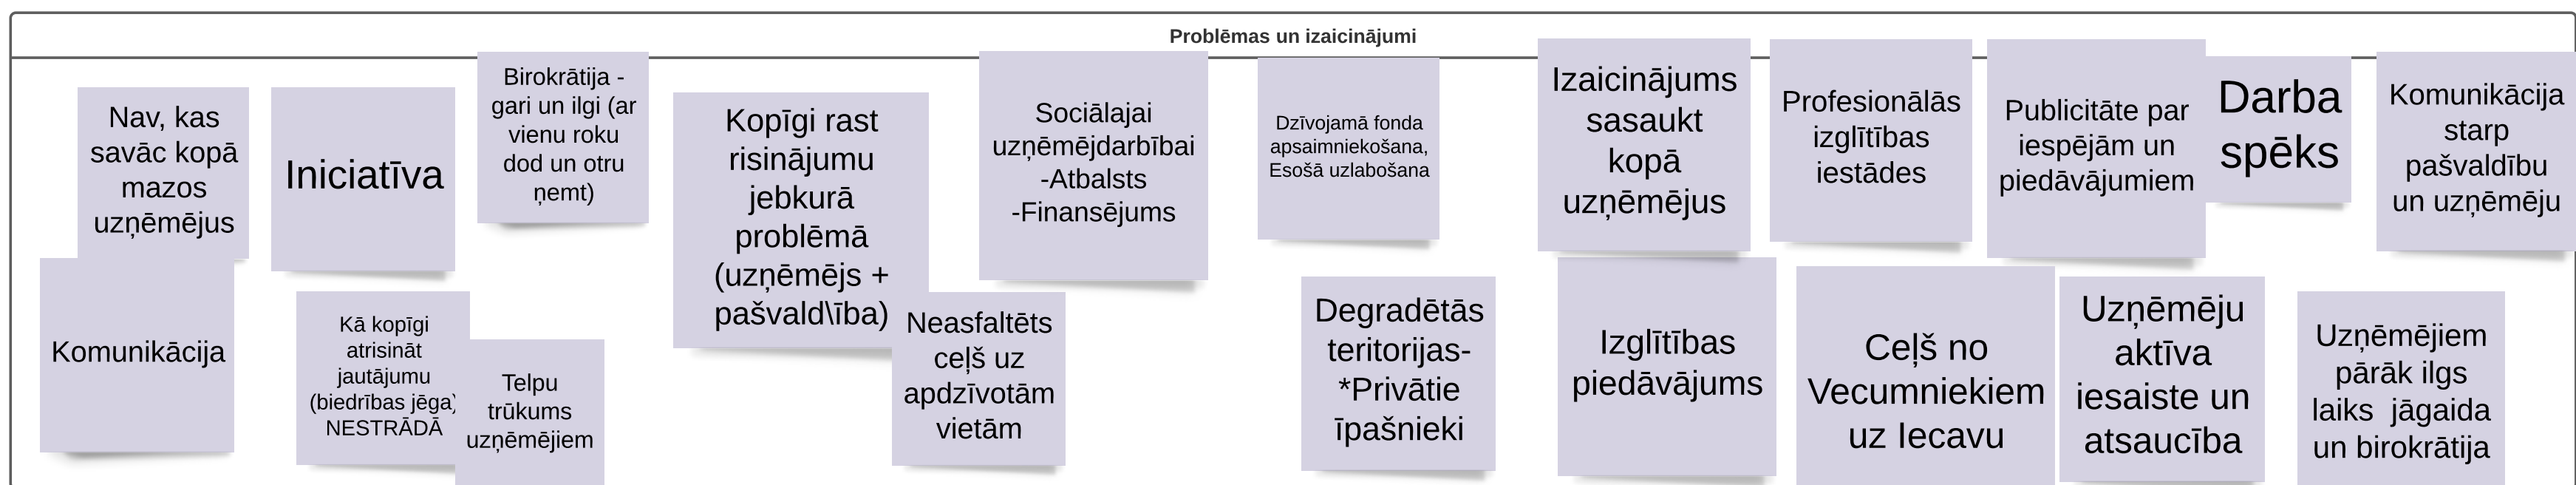 Problēmas un izaicinājumi
Nav, kas
savāc kopā
mazos
uzņēmējus
Iniciatīva
Birokrātija -
gari un ilgi (ar
vienu roku
dod un otru
ņemt)
Kopīgi rast
risinājumu
jebkurā
problēmā
(uzņēmējs +
pašvald\ība)
Sociālajai
uzņēmējdarbībai
-Atbalsts
-Finansējums
Dzīvojamā fonda
apsaimniekošana,
Esošā uzlabošana
Izaicinājums
sasaukt
kopā
uzņēmējus
Profesionālās
izglītības
iestādes
Publicitāte par
iespējām un
piedāvājumiem
Darba
spēks
Komunikācija
starp
pašvaldību
un uzņēmēju
Komunikācija
Kā kopīgi
atrisināt
jautājumu
(biedrības jēga)
NESTRĀDĀ
Telpu
trūkums
uzņēmējiem
Neasfaltēts
ceļš uz
apdzīvotām
vietām
Degradētās
teritorijas-
*Privātie
īpašnieki
Izglītības
piedāvājums
Ceļš no
Vecumniekiem
uz Iecavu
Uzņēmēju
aktīva
iesaiste un
atsaucība
Uzņēmējiem
pārāk ilgs
laiks  jāgaida
un birokrātija